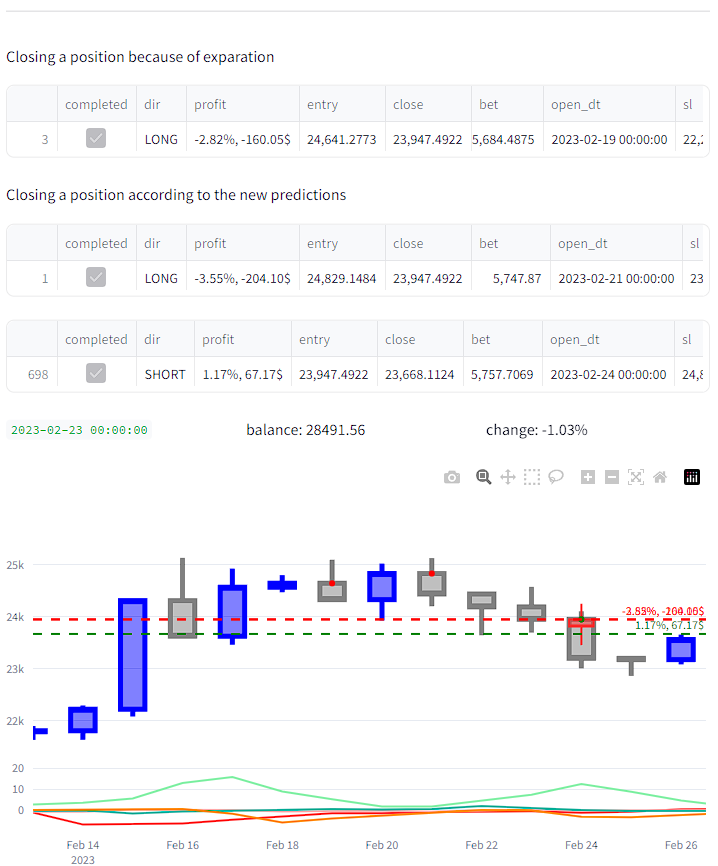 Closing a position because of exparation
completed dir profit entry close bet open_dt sl
3 LONG -2.82%, -160.05$ 24,641.2773 23,947.4922 5,684.4875 2023-02-19 00:00:00 22,2
Closing a position according to the new predictions
completed dir profit entry close bet open_dt sl
1 LONG -3.55%, -204.10$ 24,829.1484 23,947.4922 5,747.87 2023-02-21 00:00:00 23
completed dir profit entry close bet open_dt sl
698 SHORT 1.17%, 67.17$ 23,947.4922 23,668.1124 5,757.7069 2023-02-24 00:00:00 24,8
2023-02-23 00:00:00 balance: 28491.56 change: -1.03%
25k
24k
1.17%, 67.17$
23k
22k
20
10
0
Feb 14 Feb 16 Feb 18 Feb 20 Feb 22 Feb 24 Feb 26
2023